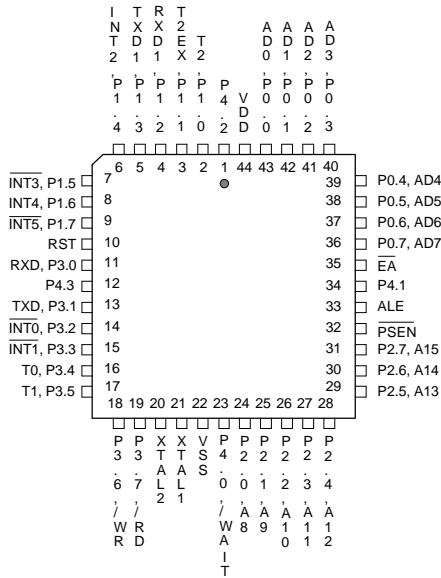 INT2, P1.4
TXD1, P1.3
RXD1, P1.2
T2EX, P1.1
T2, P1.0
P4.2
VDD
AD0, P0.0
AD1, P0.1
AD2, P0.2
AD3, P0.3
6 5 4 3 2 1 44 43 42 41 40
INT3, P1.5 7
INT4, P1.6 8
INT5, P1.7 9
RST 10
RXD, P3.0 11
P4.3 12
TXD, P3.1 13
INT0, P3.2 14
INT1, P3.3 15
T0, P3.4 16
T1, P3.5 17
39 P0.4, AD4
38 P0.5, AD5
37 P0.6, AD6
36 P0.7, AD7
35 EA
34 P4.1
33 ALE
32 PSEN
31 P2.7, A15
30 P2.6, A14
29 P2.5, A13
18 19 20 21 22 23 24 25 26 27 28
P3.6, /WR
P3.7, /RD
XTAL2
XTAL1
VSS
P4.0, /WAIT
P2.0, A8
P2.1, A9
P2.2, A10
P2.3, A11
P2.4, A12